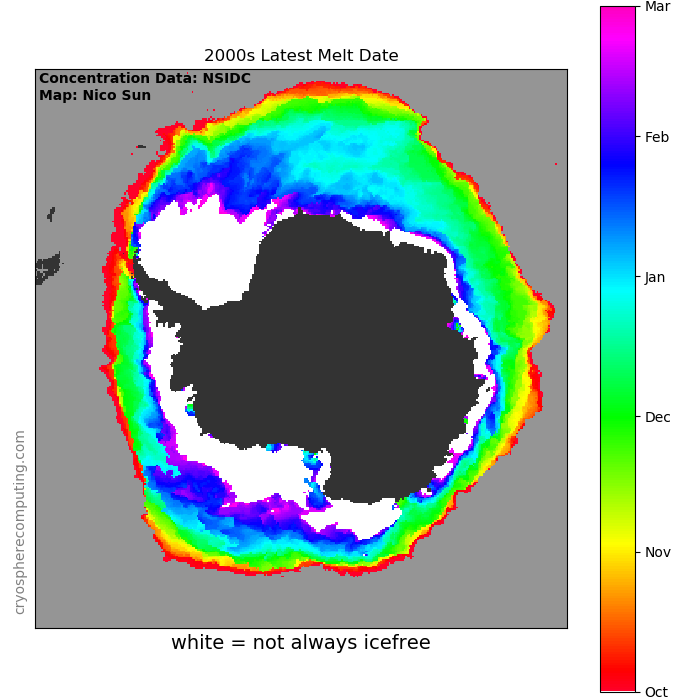 2000s Latest Melt Date
Concentration Data: NSIDC
Map: Nico Sun
Mar
Feb
Jan
Dec
Nov
Oct
cryospherecomputing.com
white = not always icefree